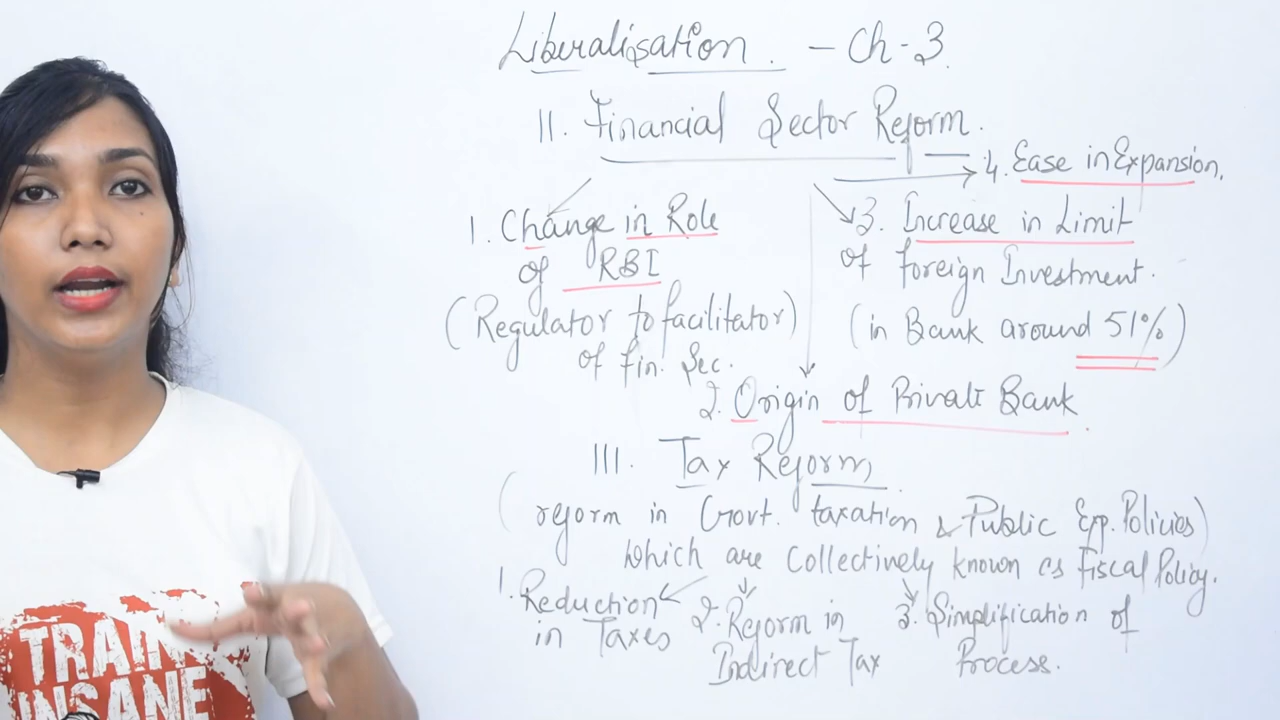 Liberalisation. - Ch-3.
II. Financial Sector Reform.
4. Ease in Expansion.
1. Change in Role
of RBI
(Regulator to facilitator)
of fin. Sec.
3. Increase in Limit
of foreign Investment.
(in Bank around 51%)
2. Origin of Private Bank.
III. Tax Reform.
(reform in Govt. taxation & Public Exp. Policies)
which are Collectively known as Fiscal Policy.
1. Reduction
in Taxes
2. Reform in
Indirect Tax
3. Simplification of
Process.
TRAIN
INSANE